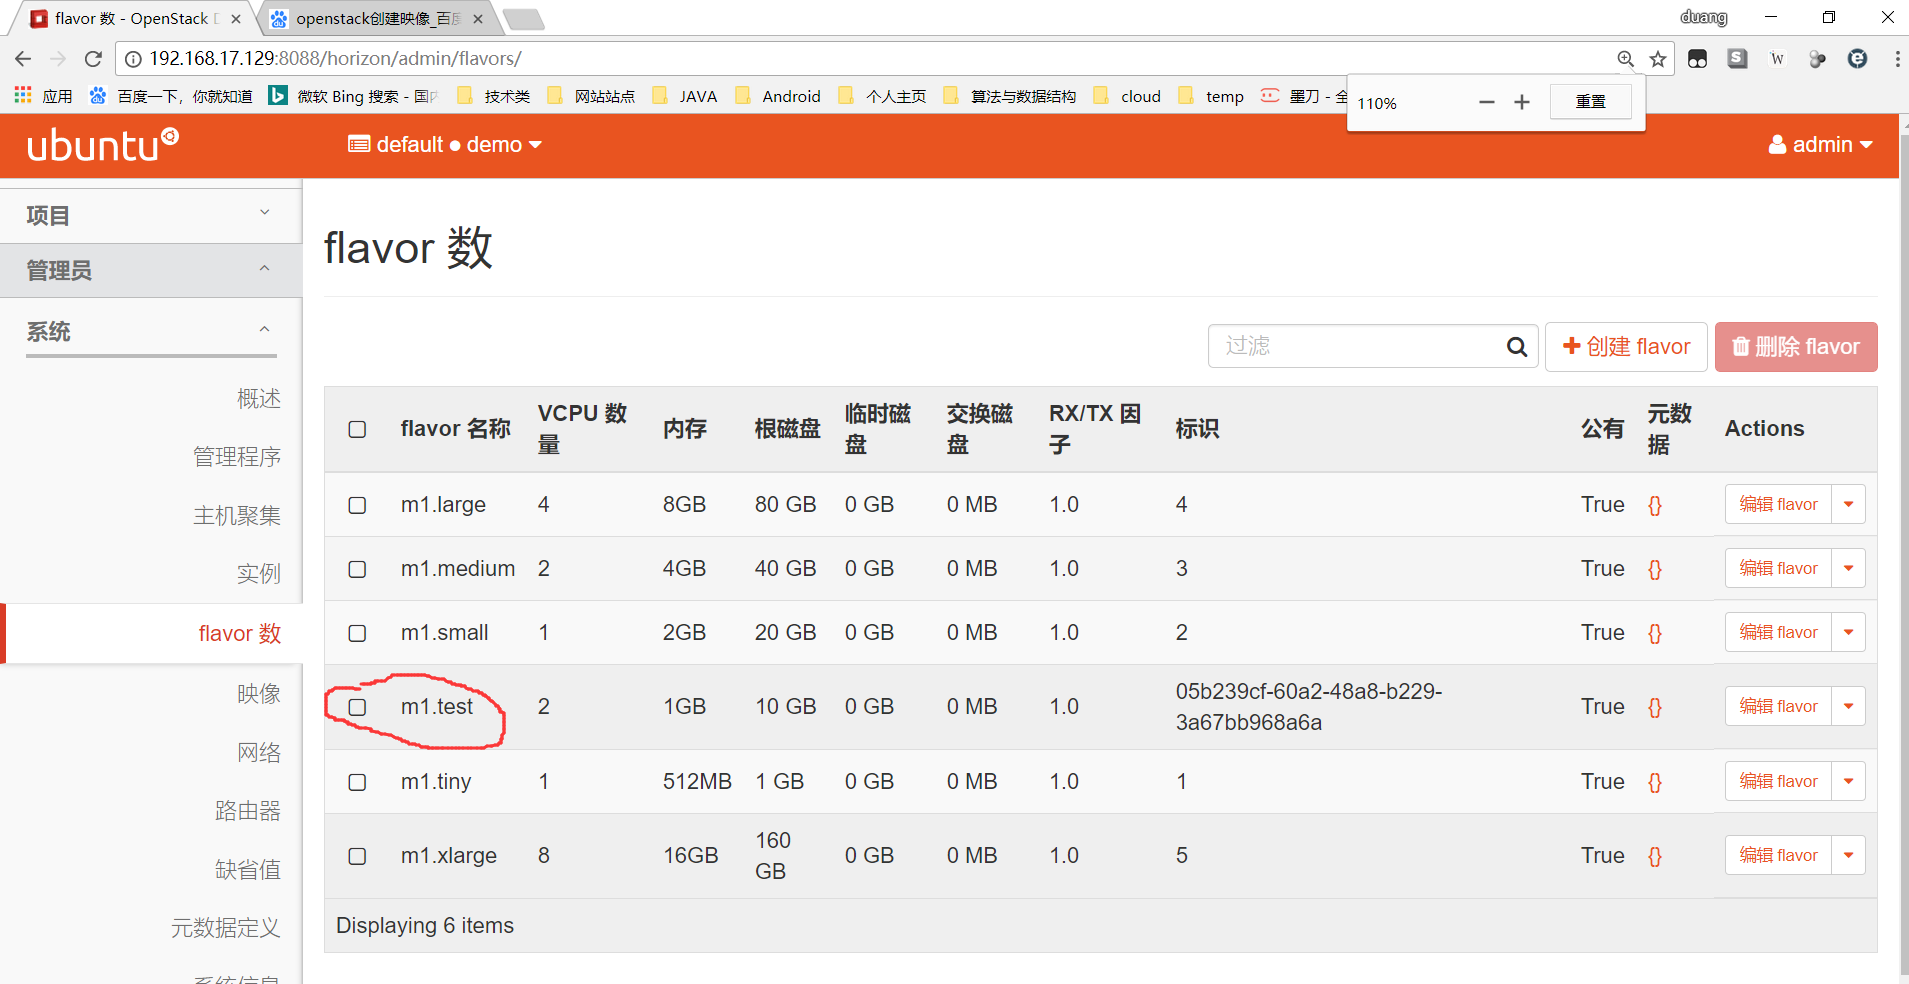 flavor 数 - OpenStack D
openstack创建映像_百度
duang
192.168.17.129:8088/horizon/admin/flavors/
应用
百度一下，你就知道
微软 Bing 搜索 - 国内
技术类
网站站点
JAVA
Android
个人主页
算法与数据结构
cloud
temp
墨刀 - 全
110%
重置
ubuntu
default ● demo
admin
项目
管理员
系统
概述
管理程序
主机聚集
实例
flavor 数
映像
网络
路由器
缺省值
元数据定义
系统信息
flavor 数
过滤
创建 flavor
删除 flavor
flavor 名称 VCPU 数量 内存 根磁盘 临时磁盘 交换磁盘 RX/TX 因子 标识 公有 元数据 Actions
m1.large 4 8GB 80 GB 0 GB 0 MB 1.0 4 True {} 编辑 flavor
m1.medium 2 4GB 40 GB 0 GB 0 MB 1.0 3 True {} 编辑 flavor
m1.small 1 2GB 20 GB 0 GB 0 MB 1.0 2 True {} 编辑 flavor
m1.test 2 1GB 10 GB 0 GB 0 MB 1.0 05b239cf-60a2-48a8-b229-3a67bb968a6a True {} 编辑 flavor
m1.tiny 1 512MB 1 GB 0 GB 0 MB 1.0 1 True {} 编辑 flavor
m1.xlarge 8 16GB 160 GB 0 GB 0 MB 1.0 5 True {} 编辑 flavor
Displaying 6 items